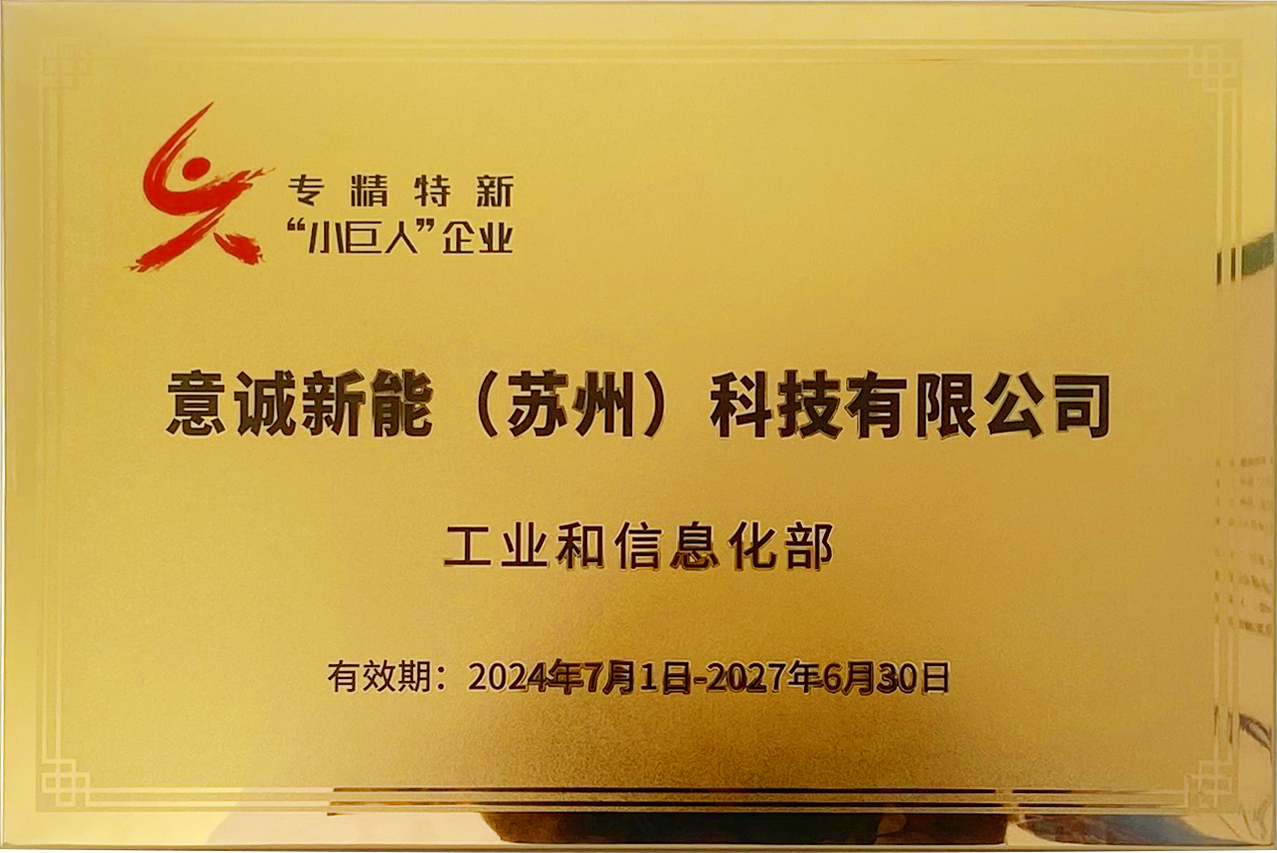 专精特新
“小巨人”企业
意诚新能（苏州）科技有限公司
工业和信息化部
有效期：2024年7月1日-2027年6月30日